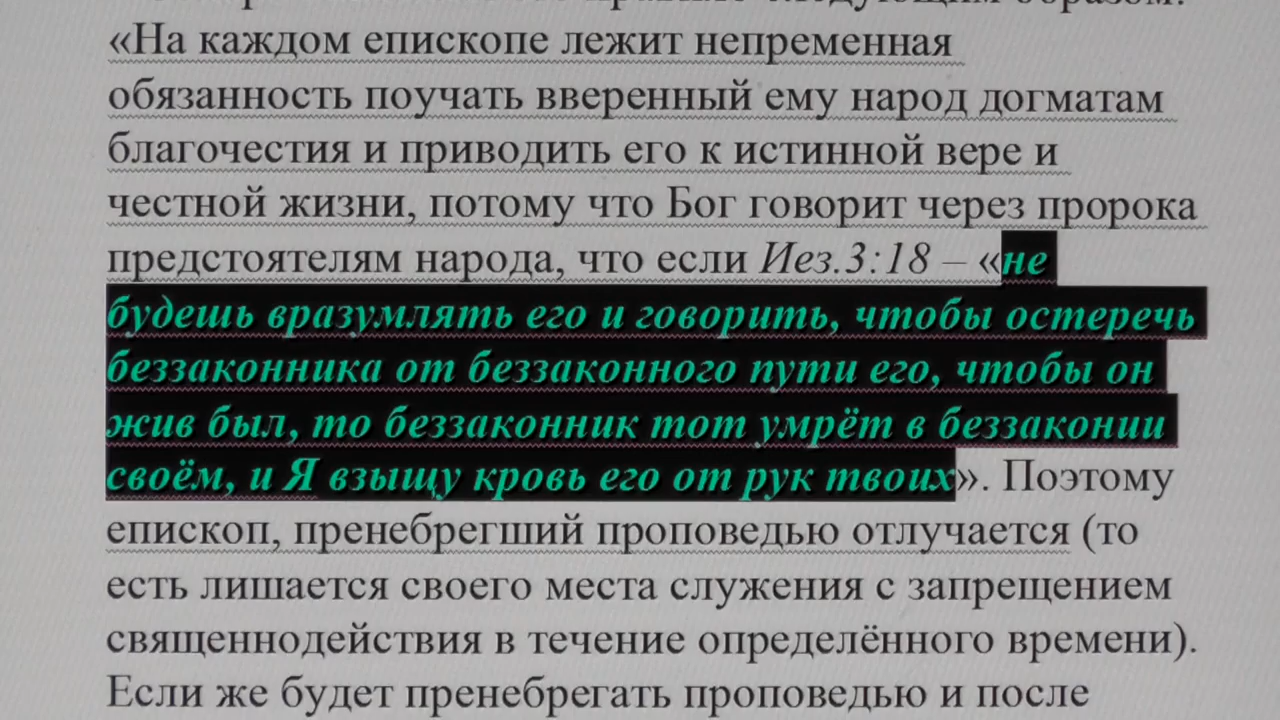 «На каждом епископе лежит непременная
обязанность поучать вверенный ему народ догматам
благочестия и приводить его к истинной вере и
честной жизни, потому что Бог говорит через пророка
предстоятелям народа, что если Иез.3:18 – «не
будешь вразумлять его и говорить, чтобы остеречь
беззаконника от беззаконного пути его, чтобы он
жив был, то беззаконник тот умрёт в беззаконии
своём, и Я взыщу кровь его от рук твоих». Поэтому
епископ, пренебрегший проповедью отлучается (то
есть лишается своего места служения с запрещением
священнодействия в течение определённого времени).
Если же будет пренебрегать проповедью и после